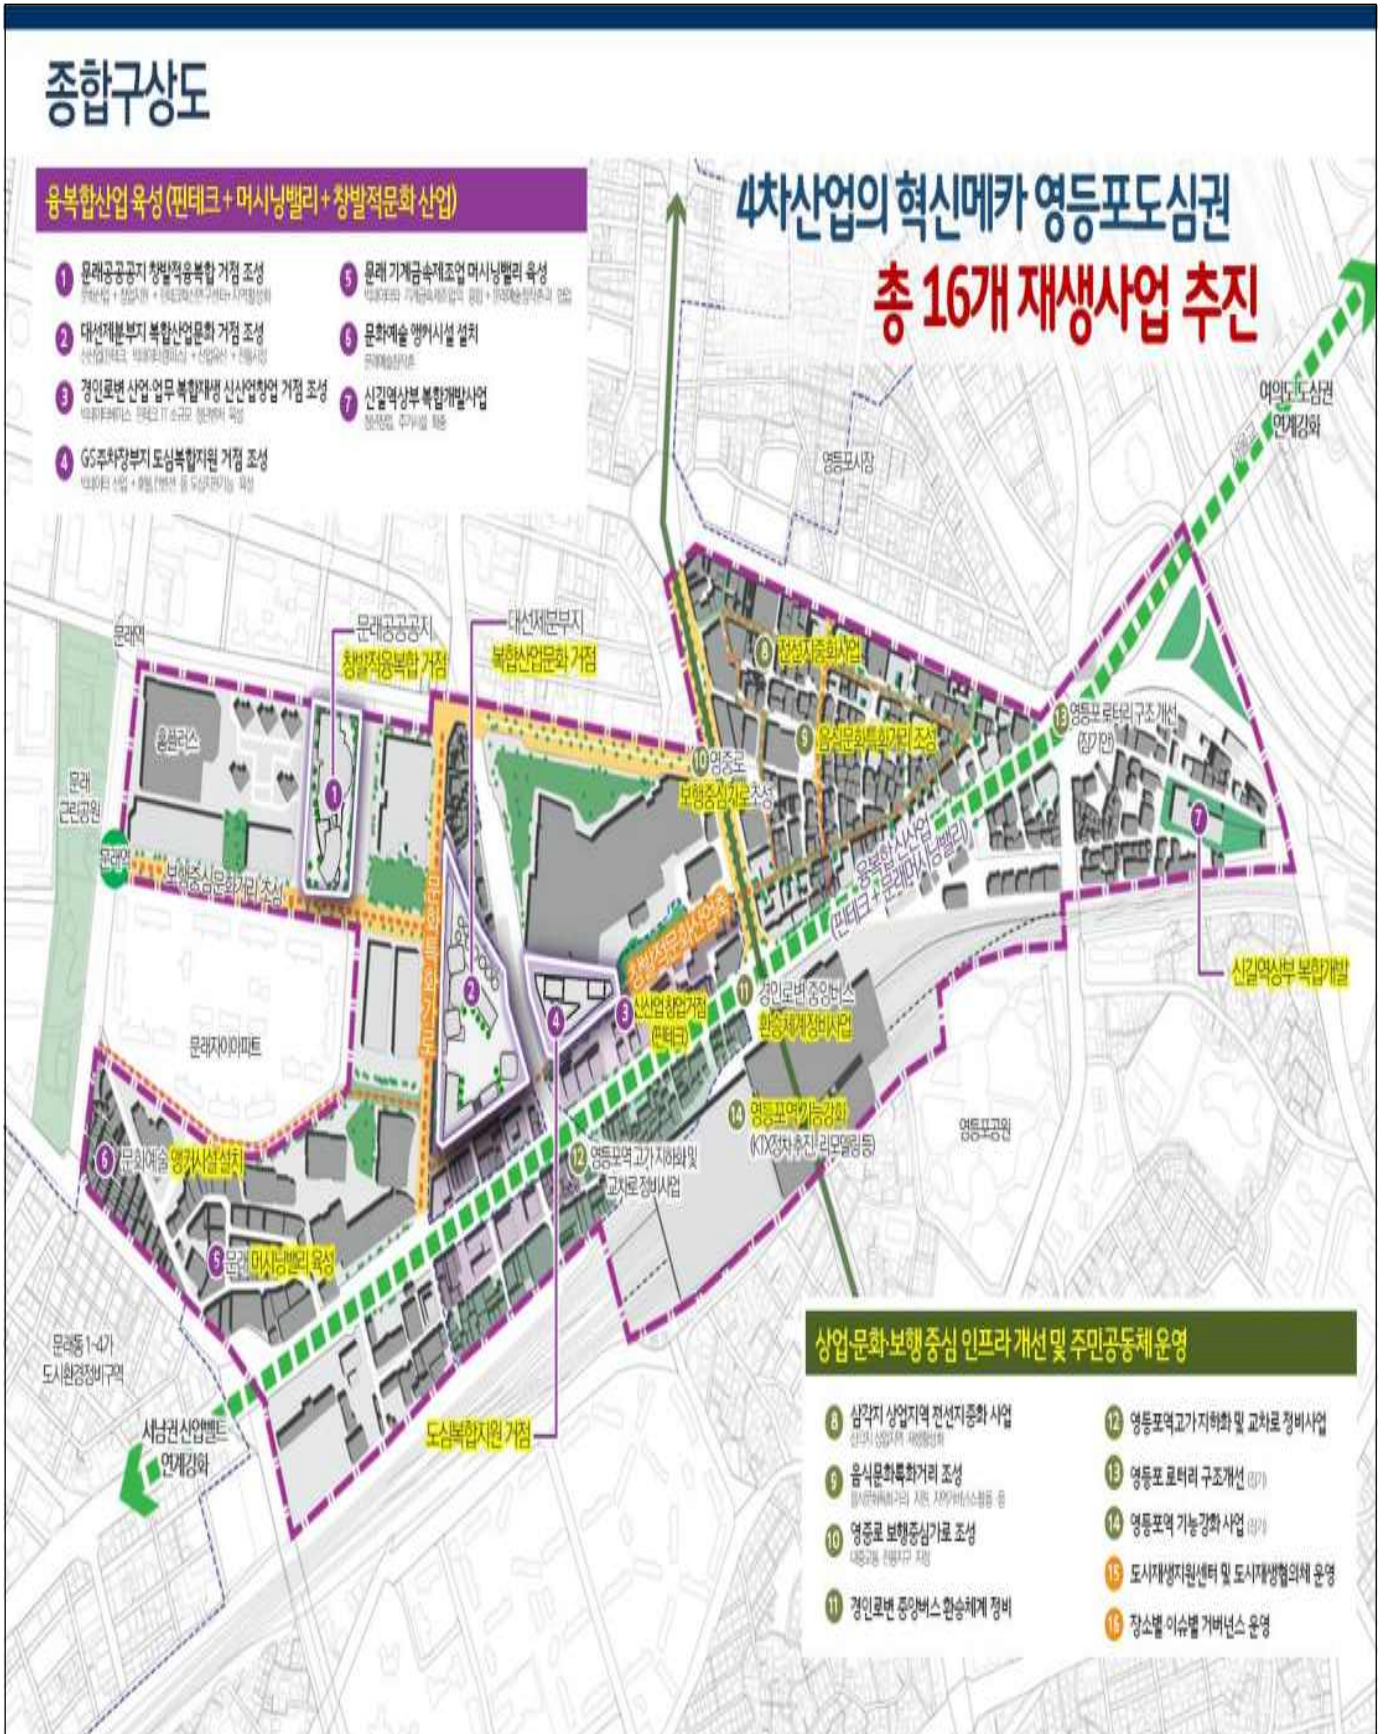 종합구상도
융복합산업 육성(핀테크 + 머시닝밸리 + 창발적문화 산업)
1 문래공공공지 창발적융복합 거점 조성
2 대선제분부지 복합산업문화 거점 조성
3 경인로변 산업·업무 복합재생 신산업창업 거점 조성
4 GS주차장부지 도심복합지원 거점 조성
5 문래 기계금속제조업 머시닝밸리 육성
6 문화예술 앵커시설 설치
문래예술창작촌
7 신길역상부 복합개발사업
4차산업의 혁신메카 영등포도심권
총 16개 재생사업 추진
여의도도심권
연계강화
영등포시장
문래역
문래공공공지
창발적융복합 거점
대선제분부지
복합산업문화 거점
8 전선지중화사업
홈플러스
1
9 음식문화특화거리 조성
13 영등포 로터리 구조 개선
(장기안)
10 영중로
보행중심가로조성
문래
근린공원
7
문래역
보행중심문화거리 조성
융복합산업
(핀테크 + 문래머시닝밸리)
창발적문화산업축
신길역상부 복합개발
2
4
3 신산업창업거점
(핀테크)
11 경인로변 중앙버스
환승체계정비사업
문래자이아파트
14 영등포역 기능강화
(KTX정차 추진·리모델링 등)
영등포공원
6 문화예술 앵커시설 설치
12 영등포역 고가 지하화 및
교차로 정비사업
5 문래 머시닝밸리 육성
문래동 1~4가
도시환경정비구역
서남권 산업벨트
연계강화
도심복합지원 거점
상업·문화·보행 중심 인프라 개선 및 주민공동체 운영
8 삼각지 상업지역 전선지중화 사업
9 음식문화특화거리 조성
10 영중로 보행중심가로 조성
대중교통 전용지구 지정
11 경인로변 중앙버스 환승체계 정비
12 영등포역고가 지하화 및 교차로 정비사업
13 영등포 로터리 구조개선 (장기)
14 영등포역 기능강화 사업 (장기)
15 도시재생지원센터 및 도시재생협의체 운영
16 장소별·이슈별 거버넌스 운영